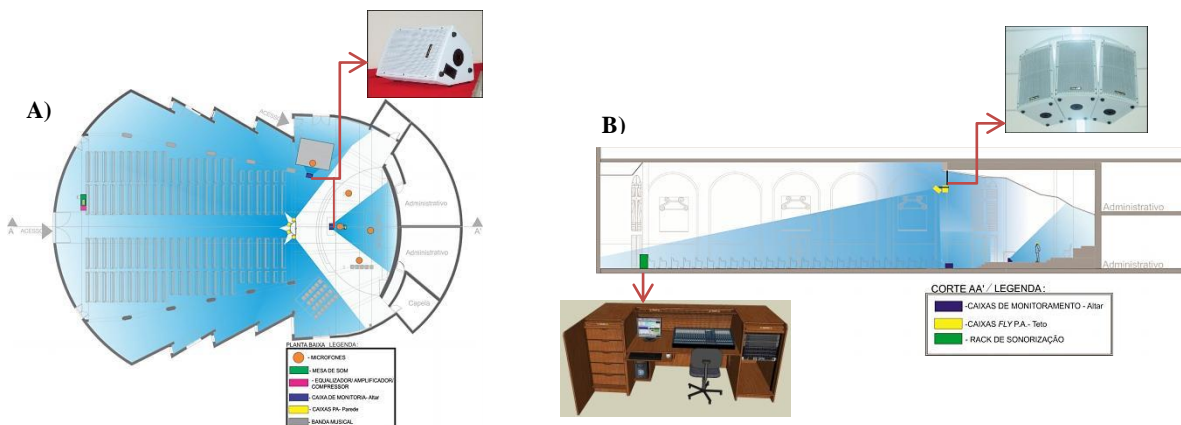 A)
ACESSO
ACESSO
A
A'
Administrativo
Administrativo
Capela
PLANTA BAIXA LEGENDA:
- MICROFONES
- MESA DE SOM
- EQUALIZADOR/ AMPLIFICADOR/
COMPRESSOR
- CAIXA DE MONITORIA- Altar
- CAIXAS PA- Parede
- BANDA MUSICAL
B)
Administrativo
Administrativo
CORTE AA' / LEGENDA:
-CAIXAS DE MONITORAMENTO - Altar
-CAIXAS FLY P.A.- Teto
- RACK DE SONORIZAÇÃO